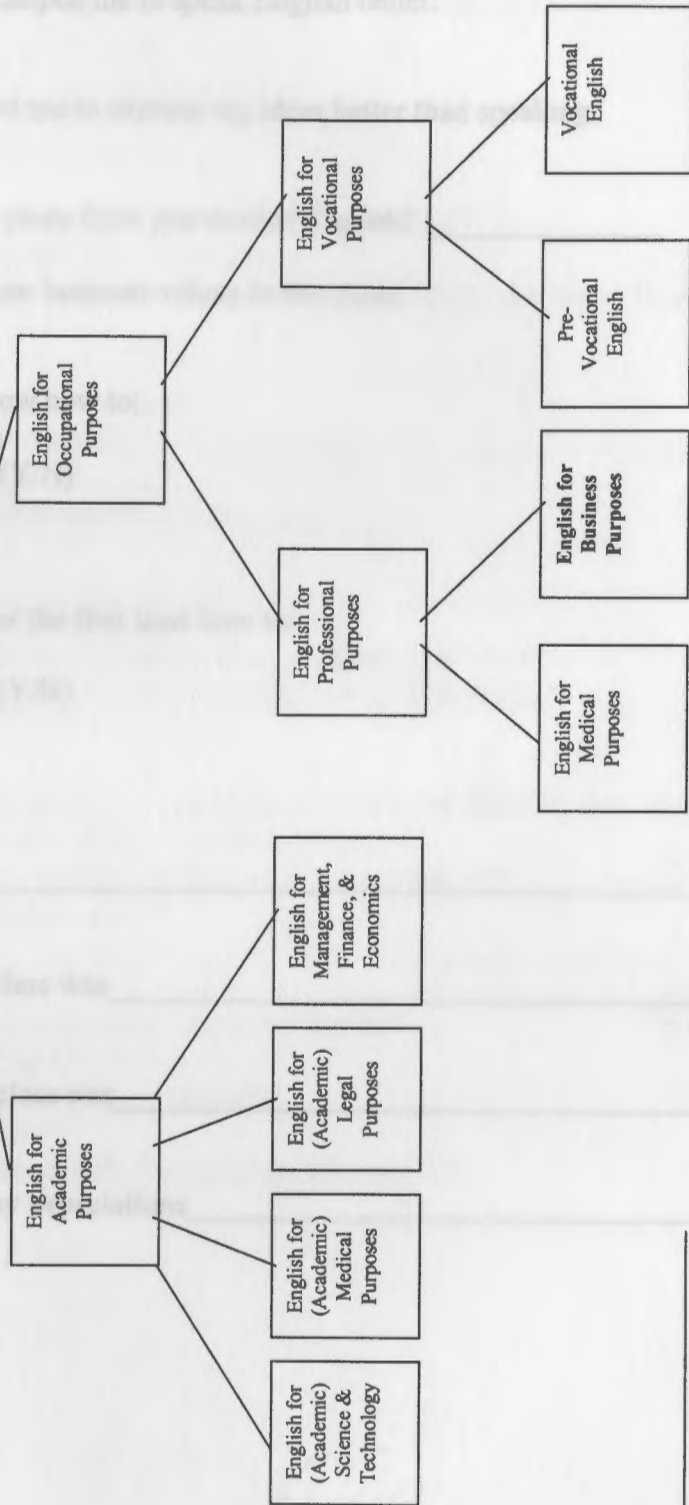 English for
Academic
Purposes
English for
Occupational
Purposes
English for
(Academic)
Science &
Technology
English for
(Academic)
Medical
Purposes
English for
(Academic)
Legal
Purposes
English for
Management,
Finance, &
Economics
English for
Professional
Purposes
English for
Vocational
Purposes
English for
Medical
Purposes
English for
Business
Purposes
Pre-
Vocational
English
Vocational
English